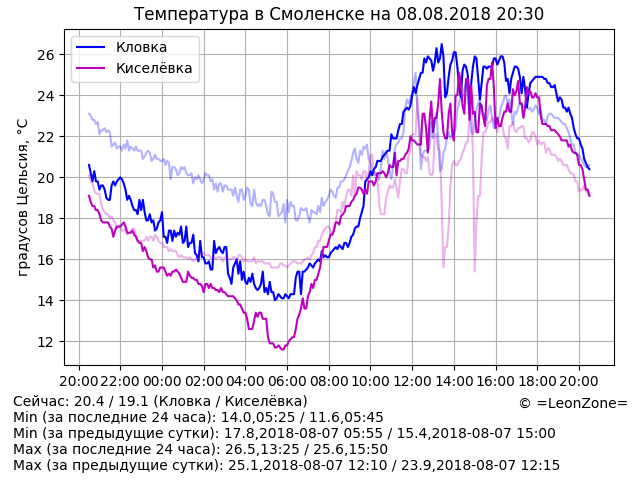 Температура в Смоленске на 08.08.2018 20:30
Кловка
Киселёвка
градусов Цельсия, °C
26
24
22
20
18
16
14
12
20:00 22:00 00:00 02:00 04:00 06:00 08:00 10:00 12:00 14:00 16:00 18:00 20:00
Сейчас: 20.4 / 19.1 (Кловка / Киселёвка)
© =LeonZone=
Min (за последние 24 часа): 14.0,05:25 / 11.6,05:45
Min (за предыдущие сутки): 17.8,2018-08-07 05:55 / 15.4,2018-08-07 15:00
Max (за последние 24 часа): 26.5,13:25 / 25.6,15:50
Max (за предыдущие сутки): 25.1,2018-08-07 12:10 / 23.9,2018-08-07 12:15